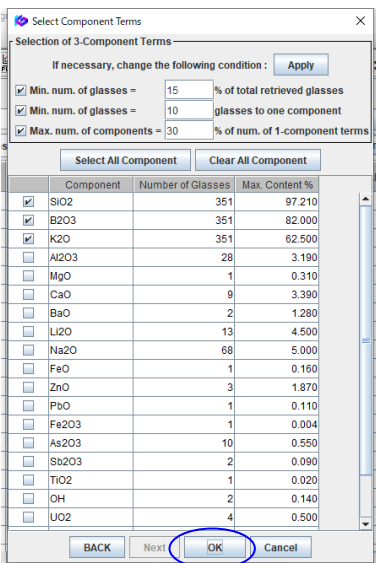 Select Component Terms
Selection of 3-Component Terms
If necessary, change the following condition : Apply
Min. num. of glasses = 15 % of total retrieved glasses
Min. num. of glasses = 10 glasses to one component
Max. num. of components = 30 % of num. of 1-component terms
Select All Component Clear All Component
Component Number of Glasses Max. Content %
SiO2 351 97.210
B2O3 351 82.000
K2O 351 62.500
Al2O3 28 3.190
MgO 1 0.310
CaO 9 3.390
BaO 2 1.280
Li2O 13 4.500
Na2O 68 5.000
FeO 1 0.160
ZnO 3 1.870
PbO 1 0.110
Fe2O3 1 0.004
As2O3 10 0.550
Sb2O3 2 0.090
TiO2 1 0.020
OH 2 0.140
UO2 4 0.500
BACK Next OK Cancel